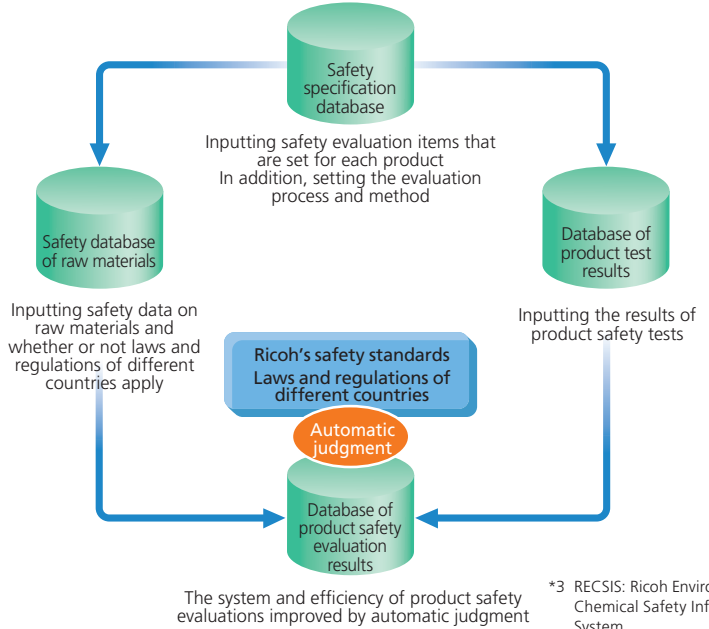 Safety
specification
database
Inputting safety evaluation items that
are set for each product
In addition, setting the evaluation
process and method
Safety database
of raw materials
Inputting safety data on
raw materials and
whether or not laws and
regulations of different
countries apply
Database of
product test
results
Inputting the results of
product safety tests
Ricoh's safety standards
Laws and regulations of
different countries
Automatic
judgment
Database of
product safety
evaluation
results
The system and efficiency of product safety
evaluations improved by automatic judgment
*3 RECSIS: Ricoh
Chemical Safety
System